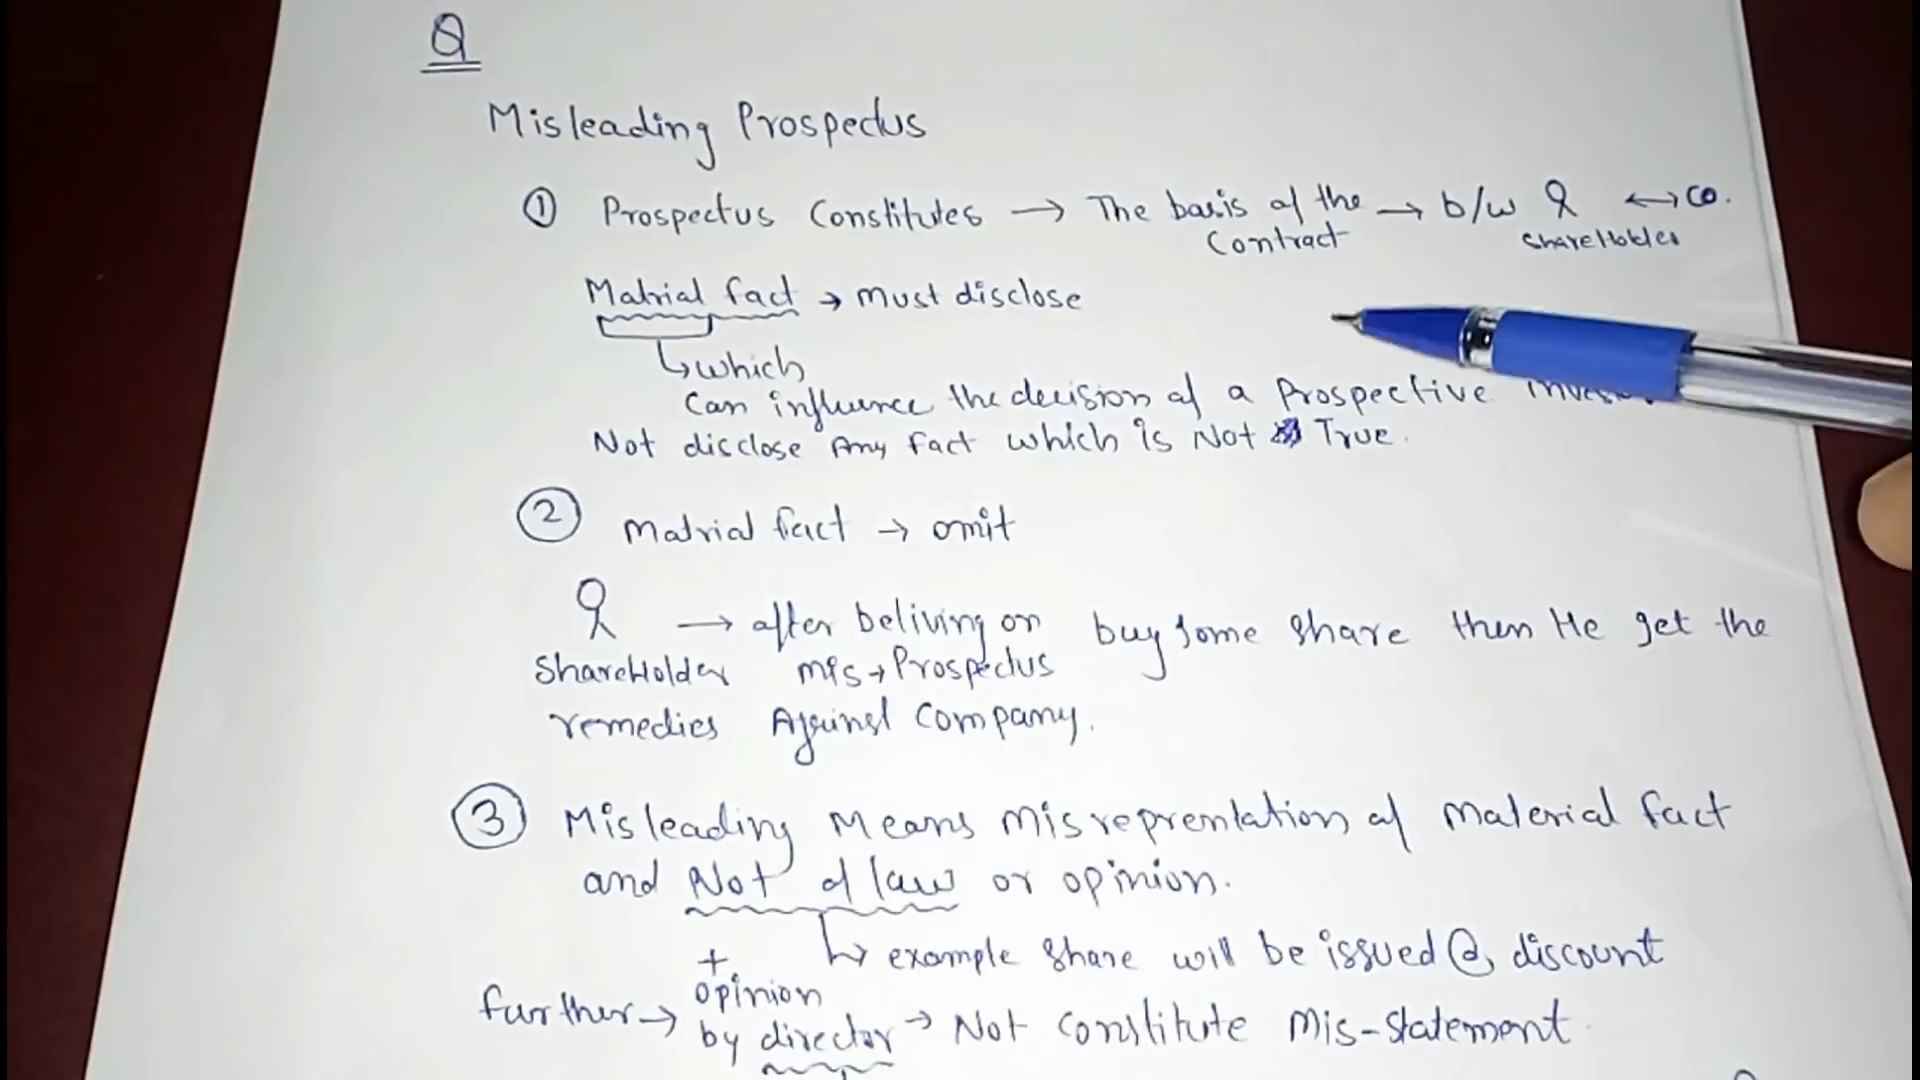 Q
Misleading Prospectus
① Prospectus Constitutes → The basis of the → b/w ↔ co.
Contract shareHolder
Matrial fact → must disclose
↳ which
Can influence the decision of a Prospective
Not disclose Any fact which is Not True.
② Matrial fact → omit
→ after beliving on buy some share then He get the
ShareHolder mis → Prospectus
remedies Against Company.
③ Misleading Means misreprentation of Material fact
and Not of law or opinion.
+ ↳ example Share will be issued @ discount
opinion
further →
by director → Not Constitute Mis-Statement.